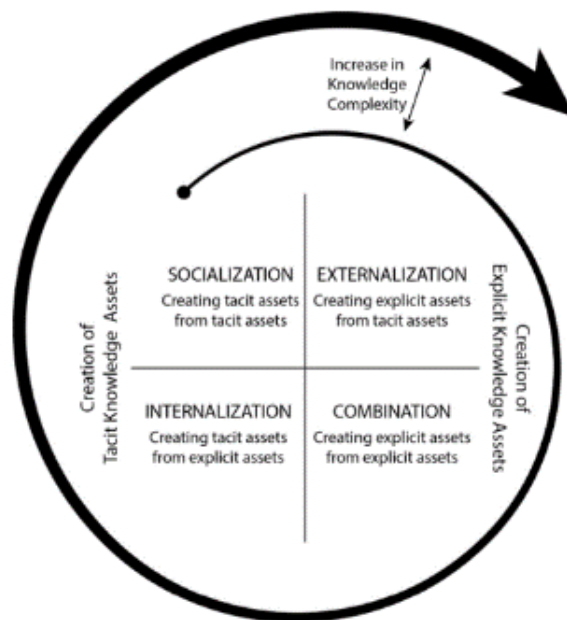 Increase in
Knowledge
Complexity
SOCIALIZATION
Creating tacit assets
from tacit assets
EXTERNALIZATION
Creating explicit assets
from tacit assets
INTERNALIZATION
Creating tacit assets
from explicit assets
COMBINATION
Creating explicit assets
from explicit assets
Creation of
Tacit Knowledge Assets
Creation of
Explicit Knowledge Assets